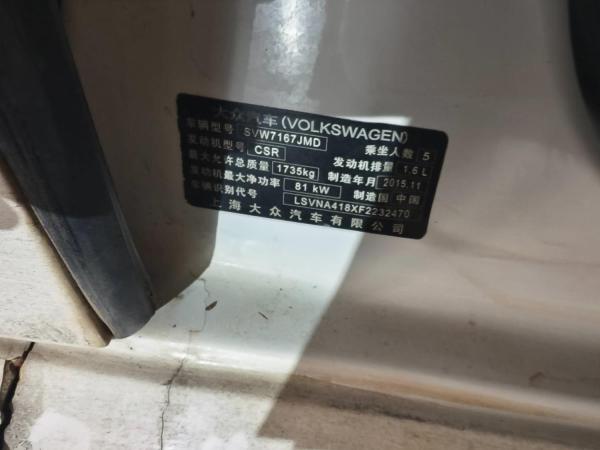 大众汽车(VOLKSWAGEN)
车辆型号 SVW7167JMD 乘坐人数 5
发动机型号 CSR 发动机排量 1.6 L
最大允许总质量 1735kg 制造年月 2015.11
发动机最大净功率 81 kW 制造国 中国
车辆识别代号 LSVNA418XF2232470
上海大众汽车有限公司